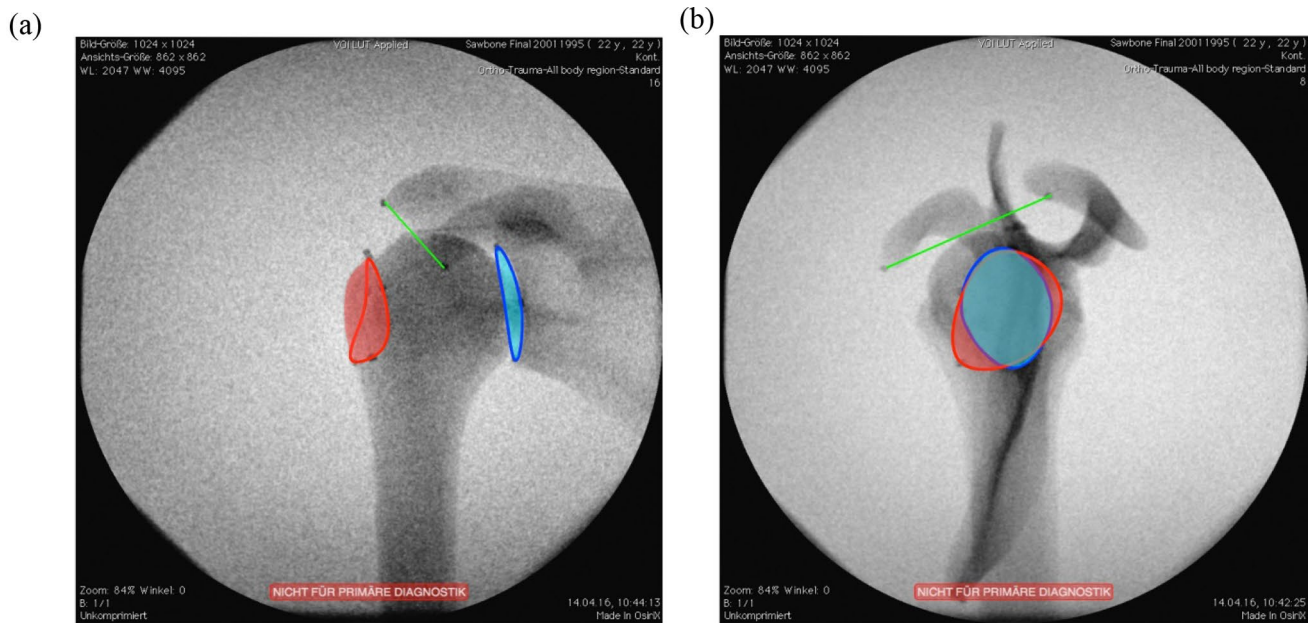 (a)
Bild-Größe: 1024 x 1024
Ansichts-Größe: 862 x 862
WL: 2047 WW: 4095
VOI LUT Applied
Sawbone Final 20011995 ( 22 y, 22 y )
Kont.
Ortho-Trauma-All body region-Standard
16
Zoom: 84% Winkel: 0
B: 1/1
Unkomprimiert
NICHT FÜR PRIMÄRE DIAGNOSTIK
14.04.16, 10:44:13
Made In OsiriX
(b)
Bild-Größe: 1024 x 1024
Ansichts-Größe: 862 x 862
WL: 2047 WW: 4095
VOI LUT Applied
Sawbone Final 20011995 ( 22 y, 22 y )
Kont.
Ortho-Trauma-All body region-Standard
8
Zoom: 84% Winkel: 0
B: 1/1
Unkomprimiert
NICHT FÜR PRIMÄRE DIAGNOSTIK
14.04.16, 10:42:25
Made In OsiriX